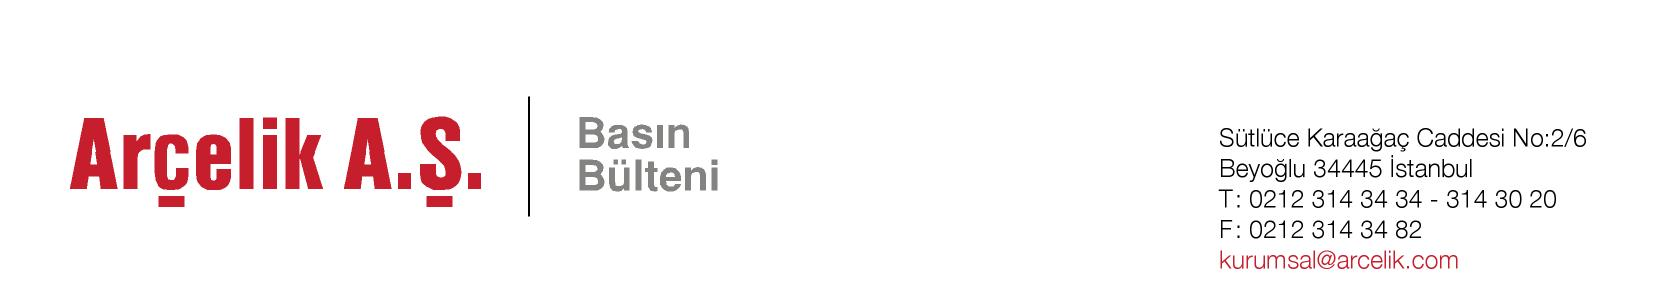 Arçelik A.Ş.
Basın
Bülteni
Sütlüce Karaağaç Caddesi No:2/6
Beyoğlu 34445 İstanbul
T: 0212 314 34 34 - 314 30 20
F: 0212 314 34 82
kurumsal@arcelik.com